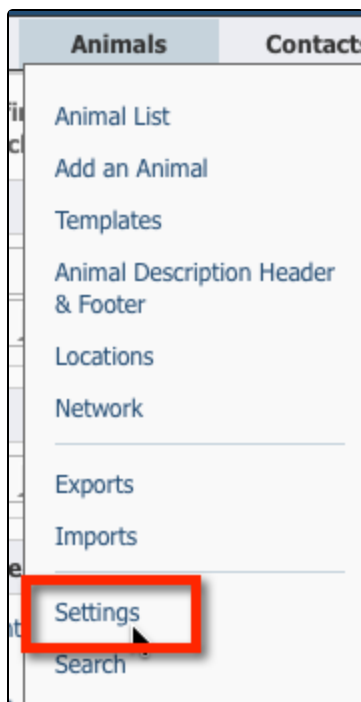 Animals Contacts
Animal List
Add an Animal
Templates
Animal Description Header
& Footer
Locations
Network
Exports
Imports
Settings
Search